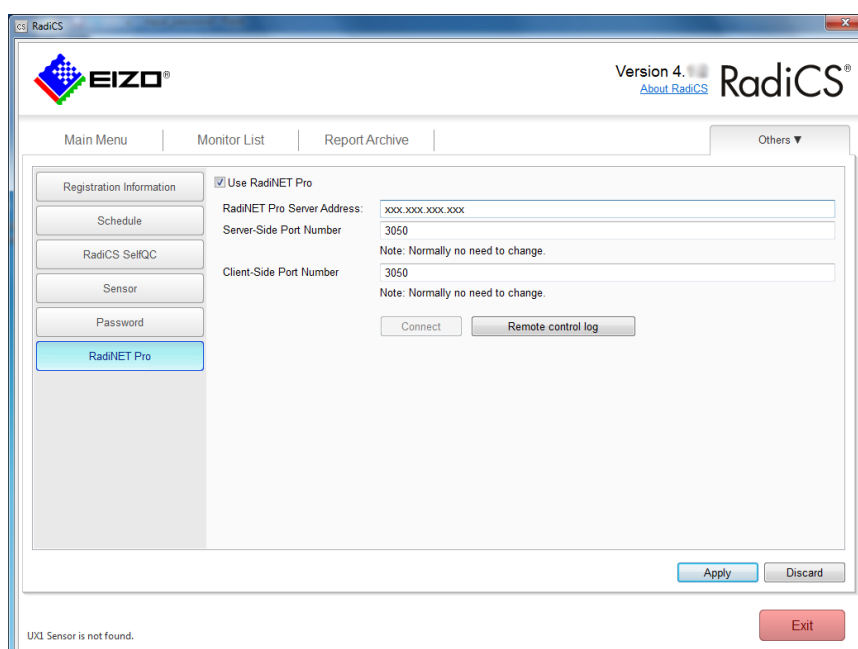 RadiCS
EIZO®
Version 4.
About RadiCS
RadiCS®
Main Menu
Monitor List
Report Archive
Others ▼
Registration Information
Schedule
RadiCS SelfQC
Sensor
Password
RadiNET Pro
Use RadiNET Pro
RadiNET Pro Server Address: xxx.xxx.xxx.xxx
Server-Side Port Number 3050
Note: Normally no need to change.
Client-Side Port Number 3050
Note: Normally no need to change.
Connect
Remote control log
Apply
Discard
UX1 Sensor is not found.
Exit